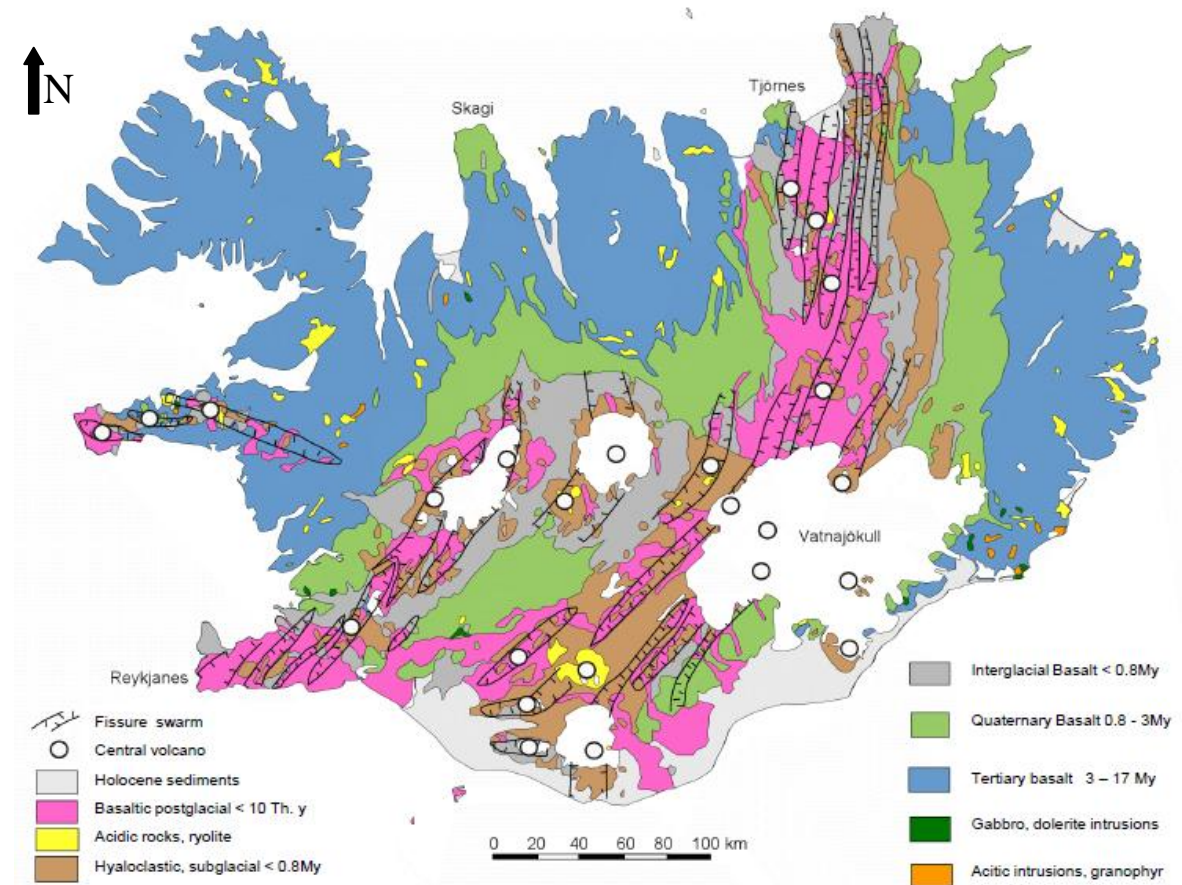 N
Skagi
Tjörnes
Vatnajökull
Reykjanes
Fissure swarm
Central volcano
Holocene sediments
Basaltic postglacial < 10 Th. y
Acidic rocks, ryolite
Hyaloclastic, subglacial < 0.8My
0 20 40 60 80 100 km
Interglacial Basalt < 0.8My
Quaternary Basalt 0.8 - 3My
Tertiary basalt 3 – 17 My
Gabbro, dolerite intrusions
Acitic intrusions, granophyr